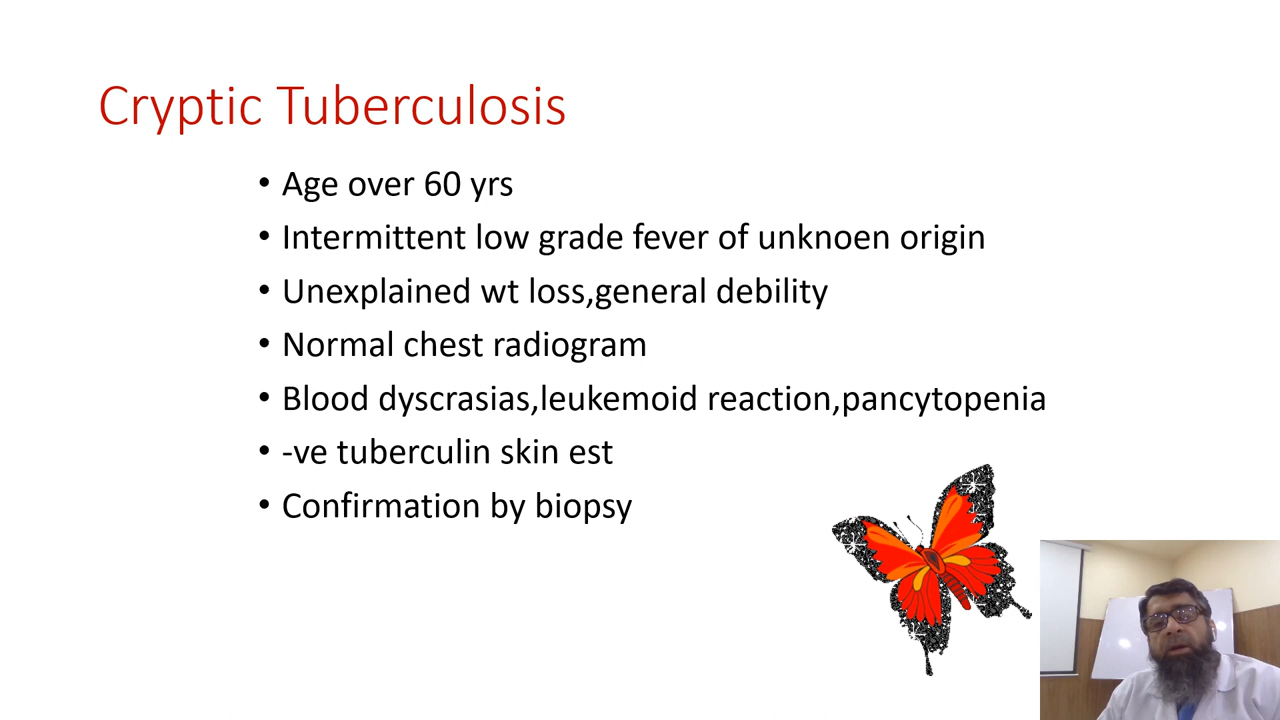 Cryptic Tuberculosis
• Age over 60 yrs
• Intermittent low grade fever of unknoen origin
• Unexplained wt loss,general debility
• Normal chest radiogram
• Blood dyscrasias,leukemoid reaction,pancytopenia
• -ve tuberculin skin est
• Confirmation by biopsy